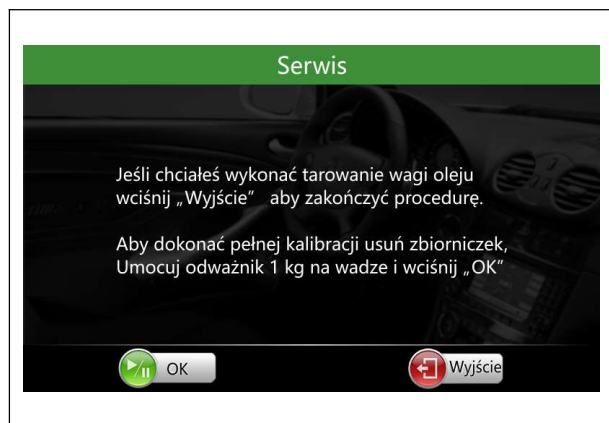 Serwis
Jeśli chciałeś wykonać tarowanie wagi oleju
wciśnij „Wyjście” aby zakończyć procedurę.
Aby dokonać pełnej kalibracji usuń zbiorniczek,
Umocuj odważnik 1 kg na wadze i wciśnij „OK”
OK
Wyjście